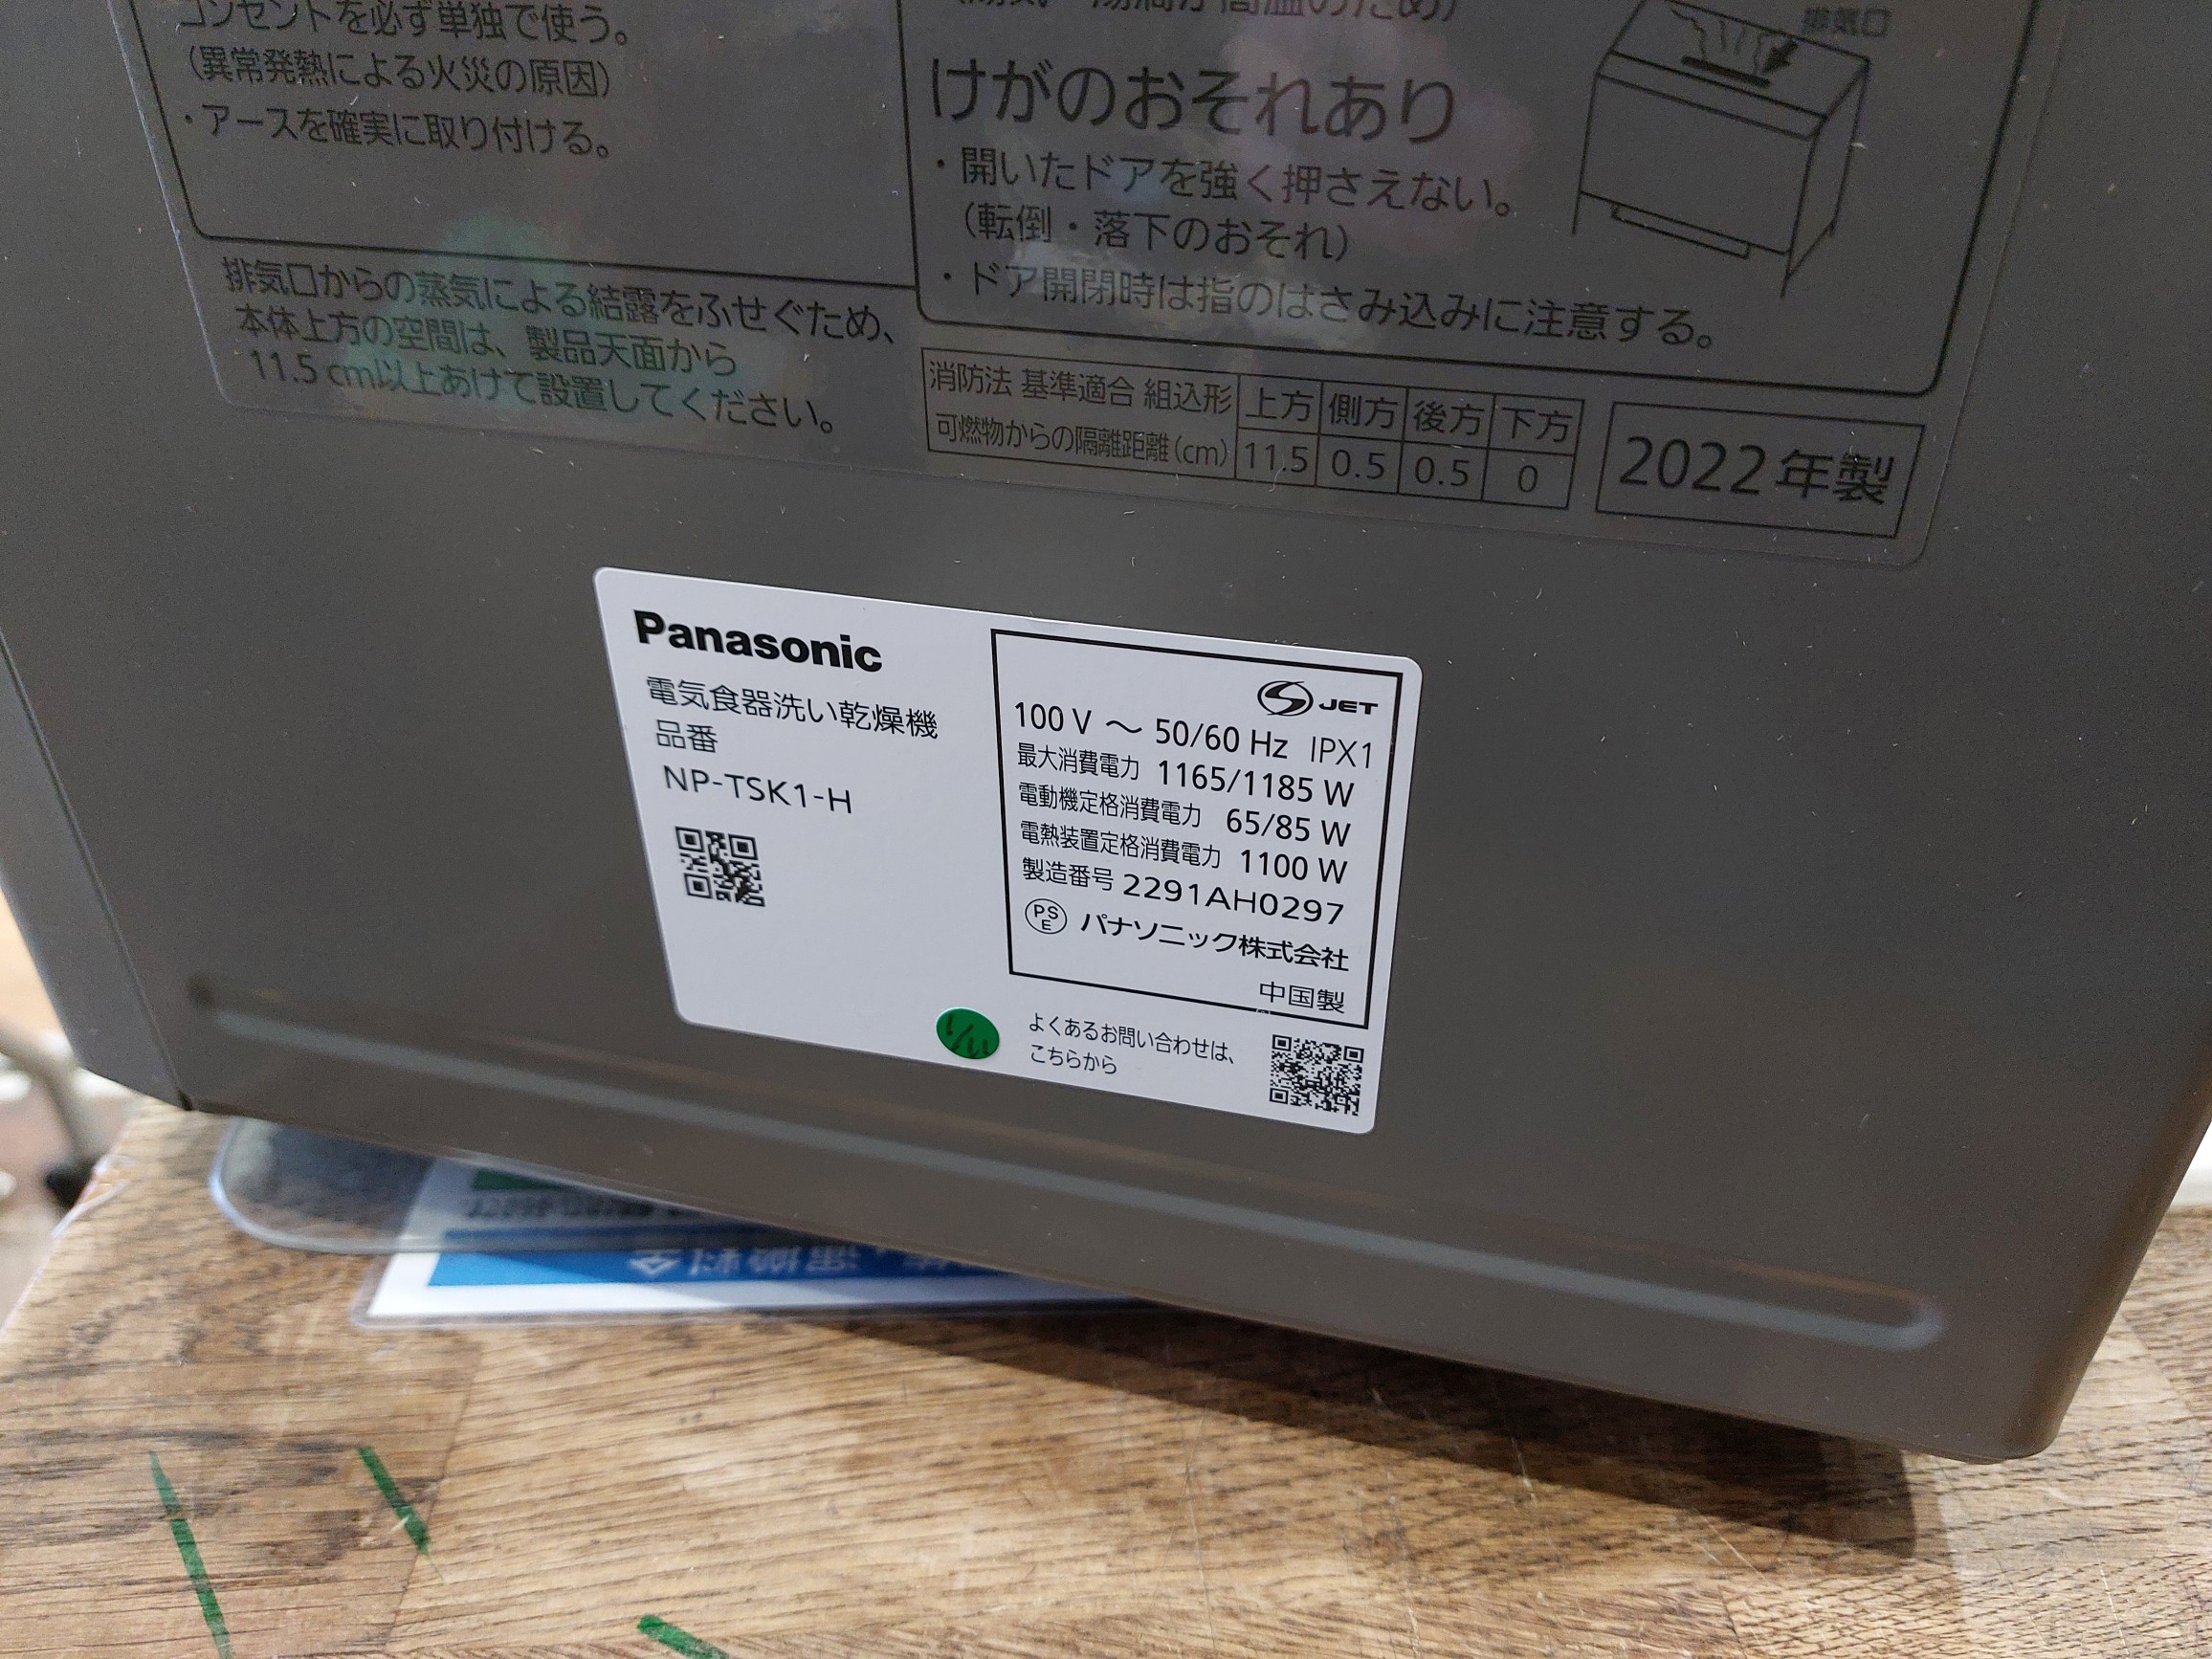 コンセントを必ず単独で使う。
（異常発熱による火災の原因）
・アースを確実に取り付ける。
排気口からの蒸気による結露をふせぐため、
本体上方の空間は、製品天面から
11.5 cm以上あけて設置してください。
けがのおそれあり
・開いたドアを強く押さえない。
（転倒・落下のおそれ）
・ドア開閉時は指のはさみ込みに注意する。
消防法 基準適合 組込形 上方 側方 後方 下方
可燃物からの隔離距離(cm) 11.5 0.5 0.5 0
2022年製
Panasonic
電気食器洗い乾燥機
品番
NP-TSK1-H
JET
100 V ～ 50/60 Hz IPX1
最大消費電力 1165/1185 W
電動機定格消費電力 65/85 W
電熱装置定格消費電力 1100 W
製造番号 2291AH0297
PS
E
パナソニック株式会社
中国製
よくあるお問い合わせは、
こちらから